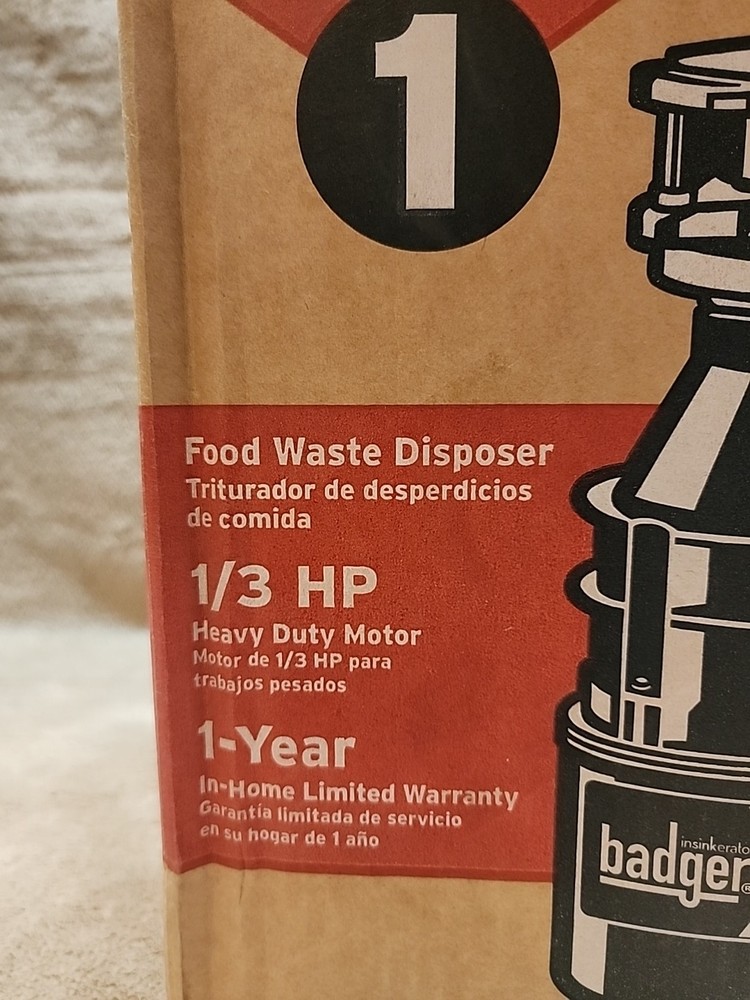 1
Food Waste Disposer
Triturador de desperdicios
de comida
1/3 HP
Heavy Duty Motor
Motor de 1/3 HP para
trabajos pesados
1-Year
In-Home Limited Warranty
Garantía limitada de servicio
en su hogar de 1 año
insinkerato
badger®